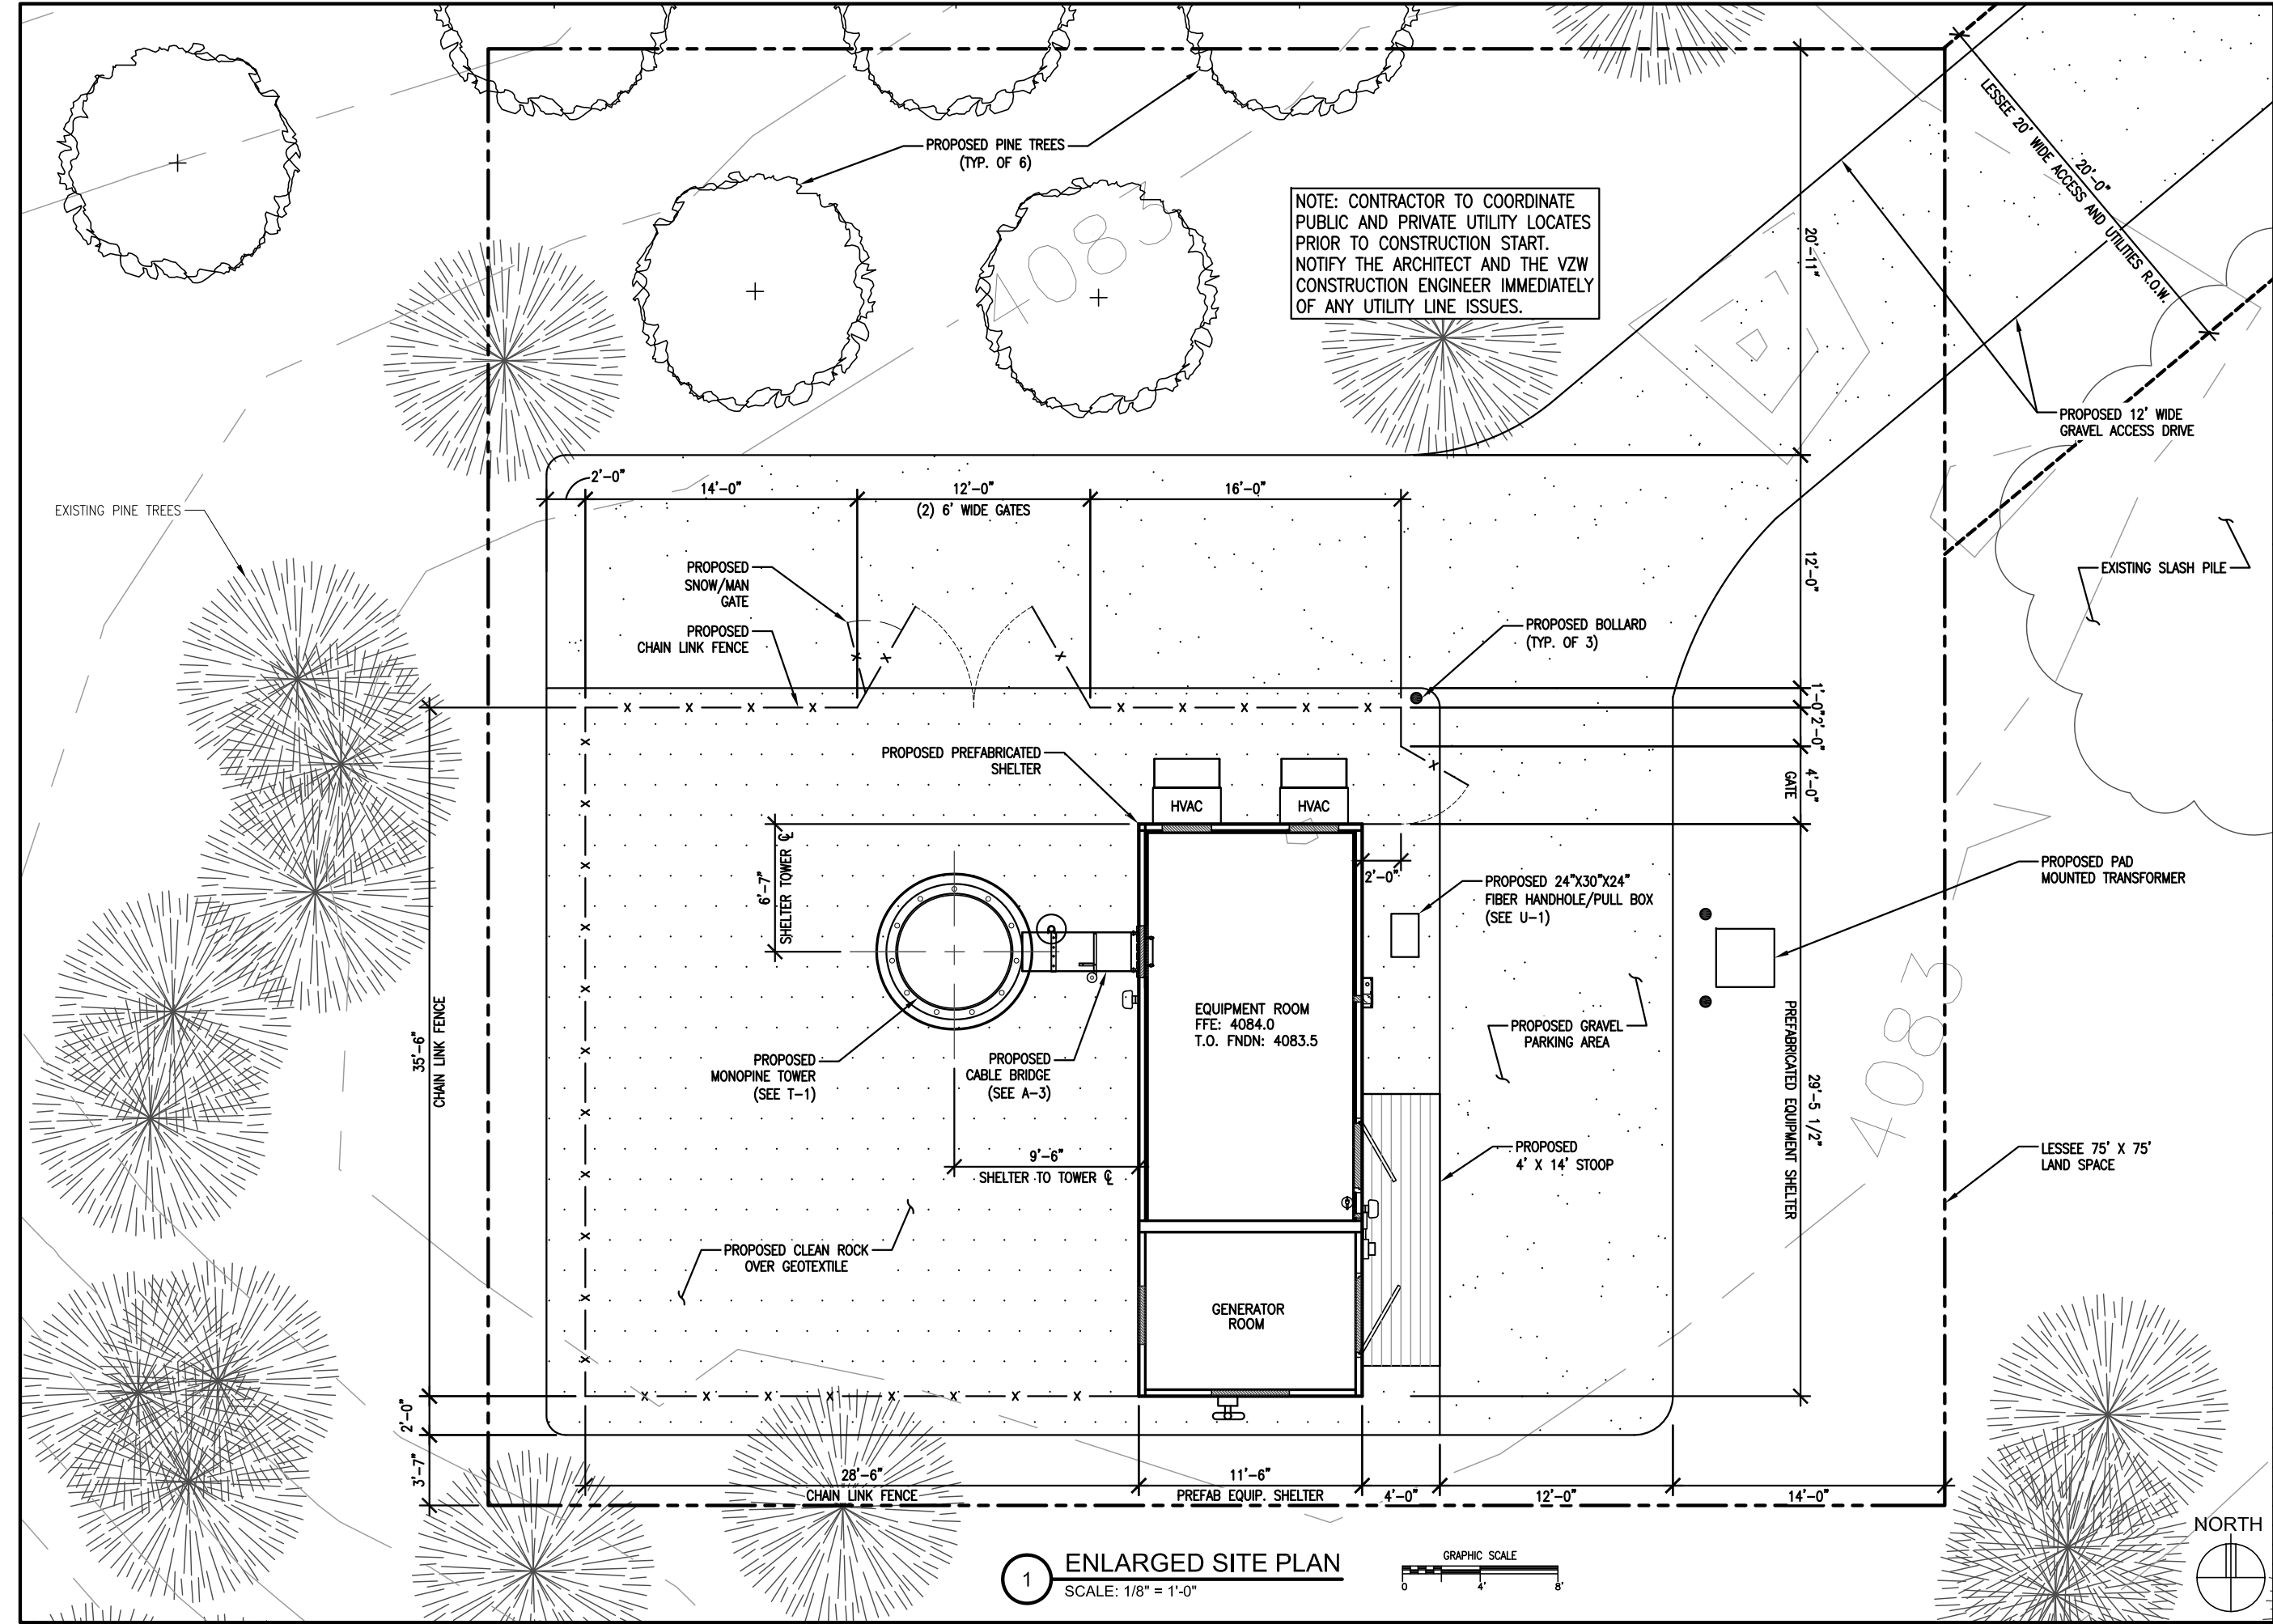 PROPOSED PINE TREES
(TYP. OF 6)
NOTE: CONTRACTOR TO COORDINATE
PUBLIC AND PRIVATE UTILITY LOCATES
PRIOR TO CONSTRUCTION START.
NOTIFY THE ARCHITECT AND THE VZW
CONSTRUCTION ENGINEER IMMEDIATELY
OF ANY UTILITY LINE ISSUES.
4083
LESSEE 20' WIDE ACCESS AND UTILITIES R.O.W.
20'-0"
20'-11"
PROPOSED 12' WIDE
GRAVEL ACCESS DRIVE
EXISTING PINE TREES
2'-0"
14'-0"
12'-0"
(2) 6' WIDE GATES
16'-0"
12'-0"
EXISTING SLASH PILE
PROPOSED
SNOW/MAN
GATE
PROPOSED
CHAIN LINK FENCE
PROPOSED BOLLARD
(TYP. OF 3)
1'-0"
2'-0"
4'-0"
GATE
PROPOSED PREFABRICATED
SHELTER
HVAC
HVAC
6'-7"
SHELTER TOWER ℄
2'-0"
PROPOSED 24"X30"X24"
FIBER HANDHOLE/PULL BOX
(SEE U-1)
PROPOSED PAD
MOUNTED TRANSFORMER
EQUIPMENT ROOM
FFE: 4084.0
T.O. FNDN: 4083.5
PROPOSED GRAVEL
PARKING AREA
4083
35'-6"
CHAIN LINK FENCE
PROPOSED
MONOPINE TOWER
(SEE T-1)
PROPOSED
CABLE BRIDGE
(SEE A-3)
29'-5 1/2"
PREFABRICATED EQUIPMENT SHELTER
9'-6"
SHELTER TO TOWER ℄
PROPOSED
4' X 14' STOOP
LESSEE 75' X 75'
LAND SPACE
PROPOSED CLEAN ROCK
OVER GEOTEXTILE
GENERATOR
ROOM
2'-0"
3'-7"
28'-6"
CHAIN LINK FENCE
11'-6"
PREFAB EQUIP. SHELTER
4'-0"
12'-0"
14'-0"
1
ENLARGED SITE PLAN
SCALE: 1/8" = 1'-0"
GRAPHIC SCALE
0 4' 8'
NORTH